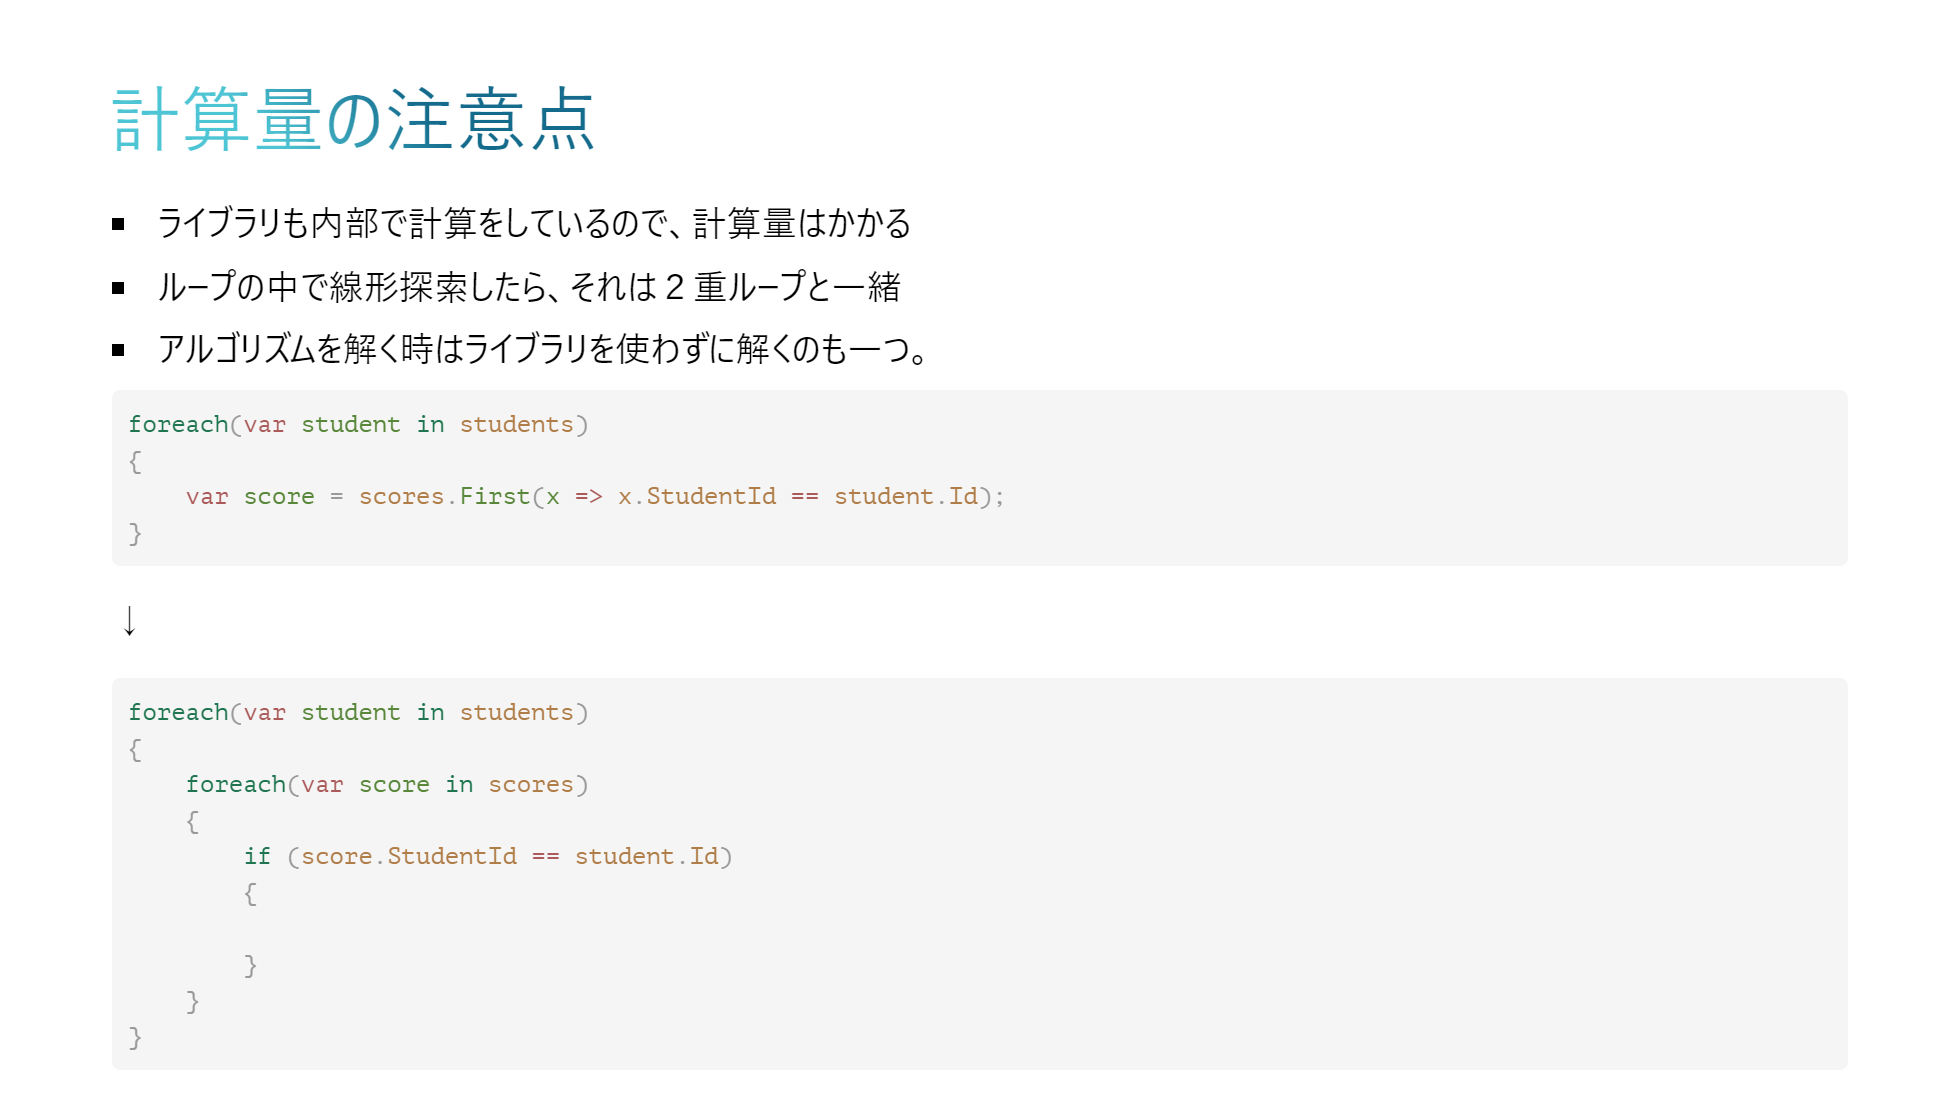 計算量の注意点
▪ ライブラリも内部で計算をしているので、計算量はかかる
▪ ループの中で線形探索したら、それは 2 重ループと一緒
▪ アルゴリズムを解く時はライブラリを使わずに解くのも一つ。
foreach(var student in students)
{
    var score = scores.First(x => x.StudentId == student.Id);
}
↓
foreach(var student in students)
{
    foreach(var score in scores)
    {
        if (score.StudentId == student.Id)
        {

        }
    }
}